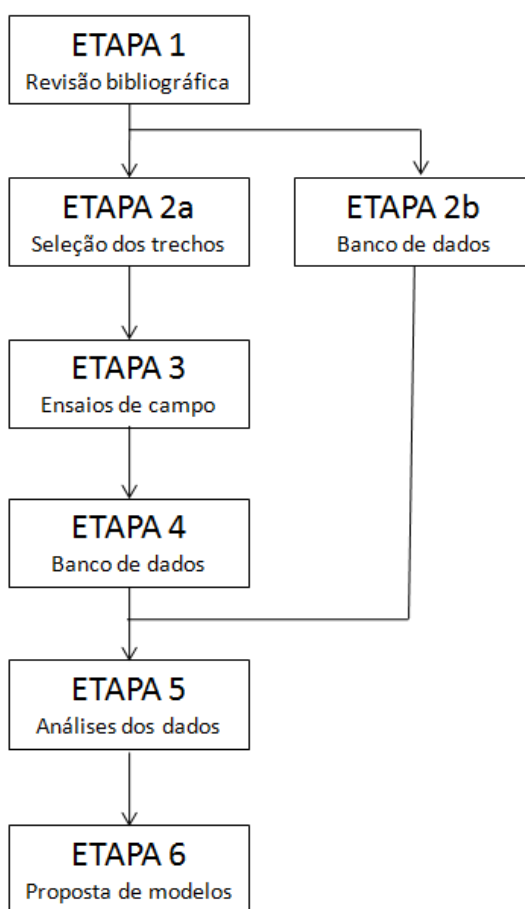 ETAPA 1
Revisão bibliográfica
ETAPA 2a
Seleção dos trechos
ETAPA 2b
Banco de dados
ETAPA 3
Ensaios de campo
ETAPA 4
Banco de dados
ETAPA 5
Análises dos dados
ETAPA 6
Proposta de modelos